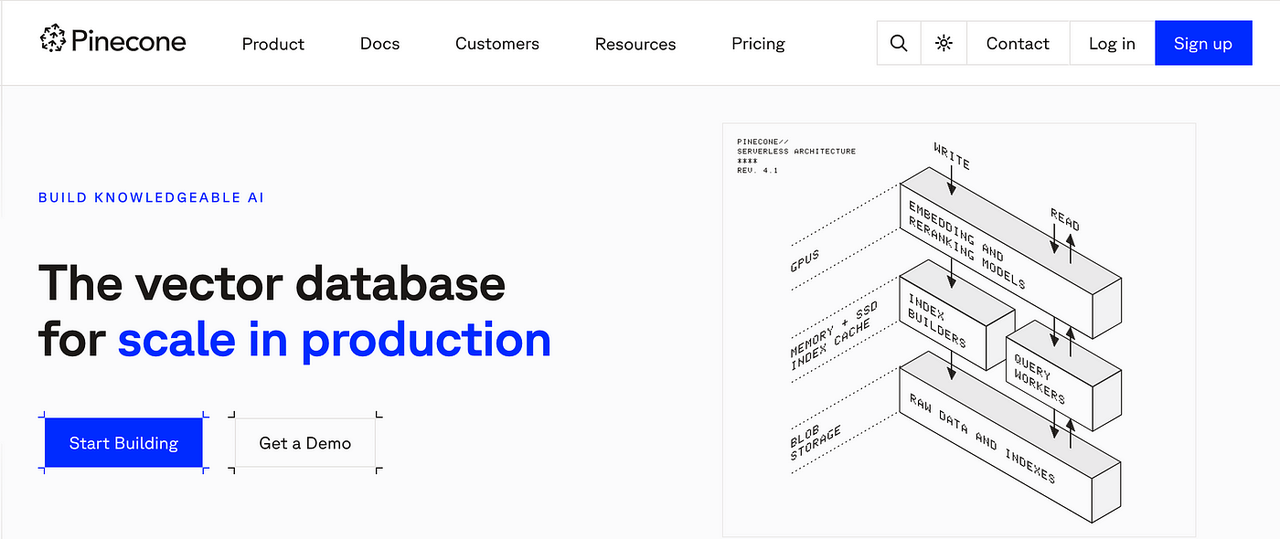 Pinecone
Product
Docs
Customers
Resources
Pricing
Contact
Log in
Sign up
BUILD KNOWLEDGEABLE AI
The vector database
for scale in production
Start Building
Get a Demo
PINECONE//
SERVERLESS ARCHITECTURE
****
REV. 4.1
WRITE
READ
EMBEDDING AND
RERANKING MODELS
GPUS
INDEX
BUILDERS
MEMORY + SSD
INDEX CACHE
QUERY
WORKERS
RAW DATA AND INDEXES
BLOB
STORAGE